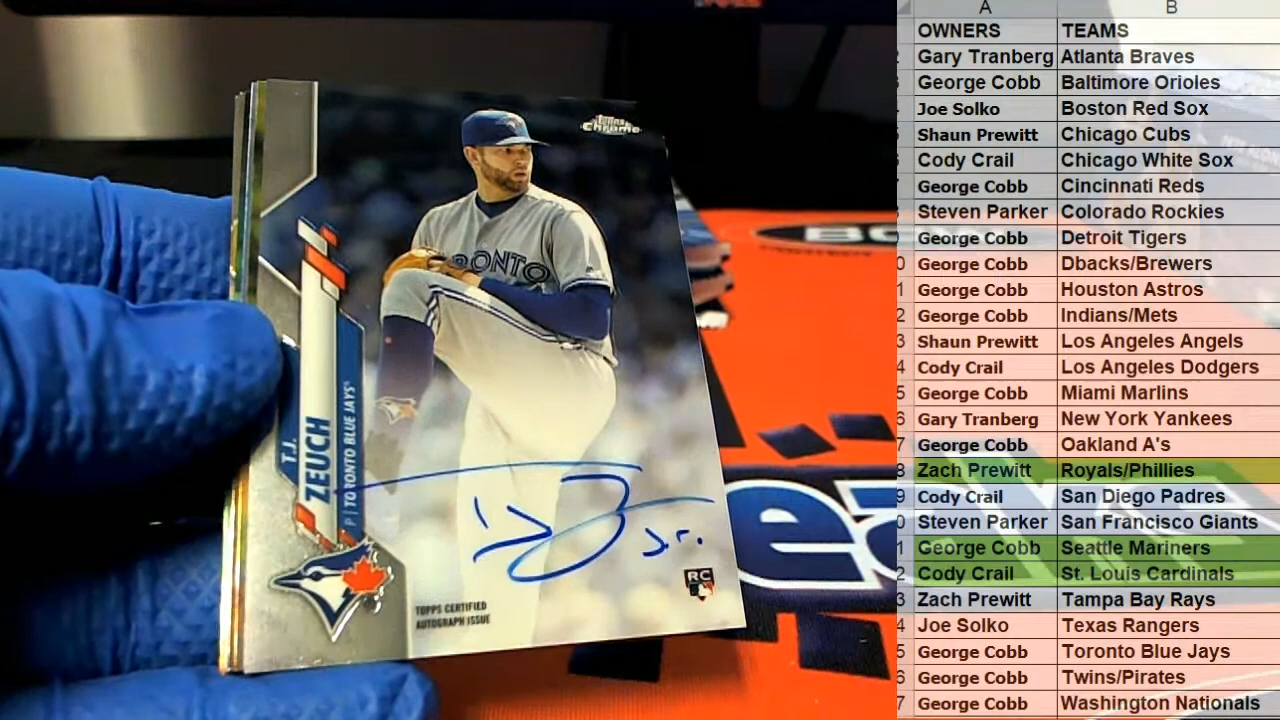 Topps
Chrome
TORONTO
T.J.
ZEUCH
P | TORONTO BLUE JAYS
TOPPS CERTIFIED
AUTOGRAPH ISSUE
RC
A B
OWNERS TEAMS
Gary Tranberg Atlanta Braves
George Cobb Baltimore Orioles
Joe Solko Boston Red Sox
Shaun Prewitt Chicago Cubs
Cody Crail Chicago White Sox
George Cobb Cincinnati Reds
Steven Parker Colorado Rockies
George Cobb Detroit Tigers
George Cobb Dbacks/Brewers
George Cobb Houston Astros
George Cobb Indians/Mets
Shaun Prewitt Los Angeles Angels
Cody Crail Los Angeles Dodgers
George Cobb Miami Marlins
Gary Tranberg New York Yankees
George Cobb Oakland A's
Zach Prewitt Royals/Phillies
Cody Crail San Diego Padres
Steven Parker San Francisco Giants
George Cobb Seattle Mariners
Cody Crail St. Louis Cardinals
Zach Prewitt Tampa Bay Rays
Joe Solko Texas Rangers
George Cobb Toronto Blue Jays
George Cobb Twins/Pirates
George Cobb Washington Nationals